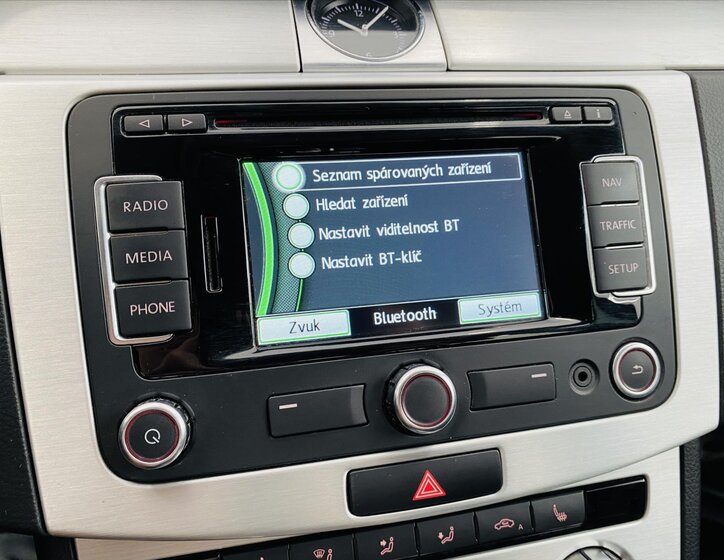 12
RADIO
MEDIA
PHONE
NAV
TRAFFIC
SETUP
i
Seznam spárovaných zařízení
Hledat zařízení
Nastavit viditelnost BT
Nastavit BT-klíč
Zvuk
Bluetooth
Systém
A